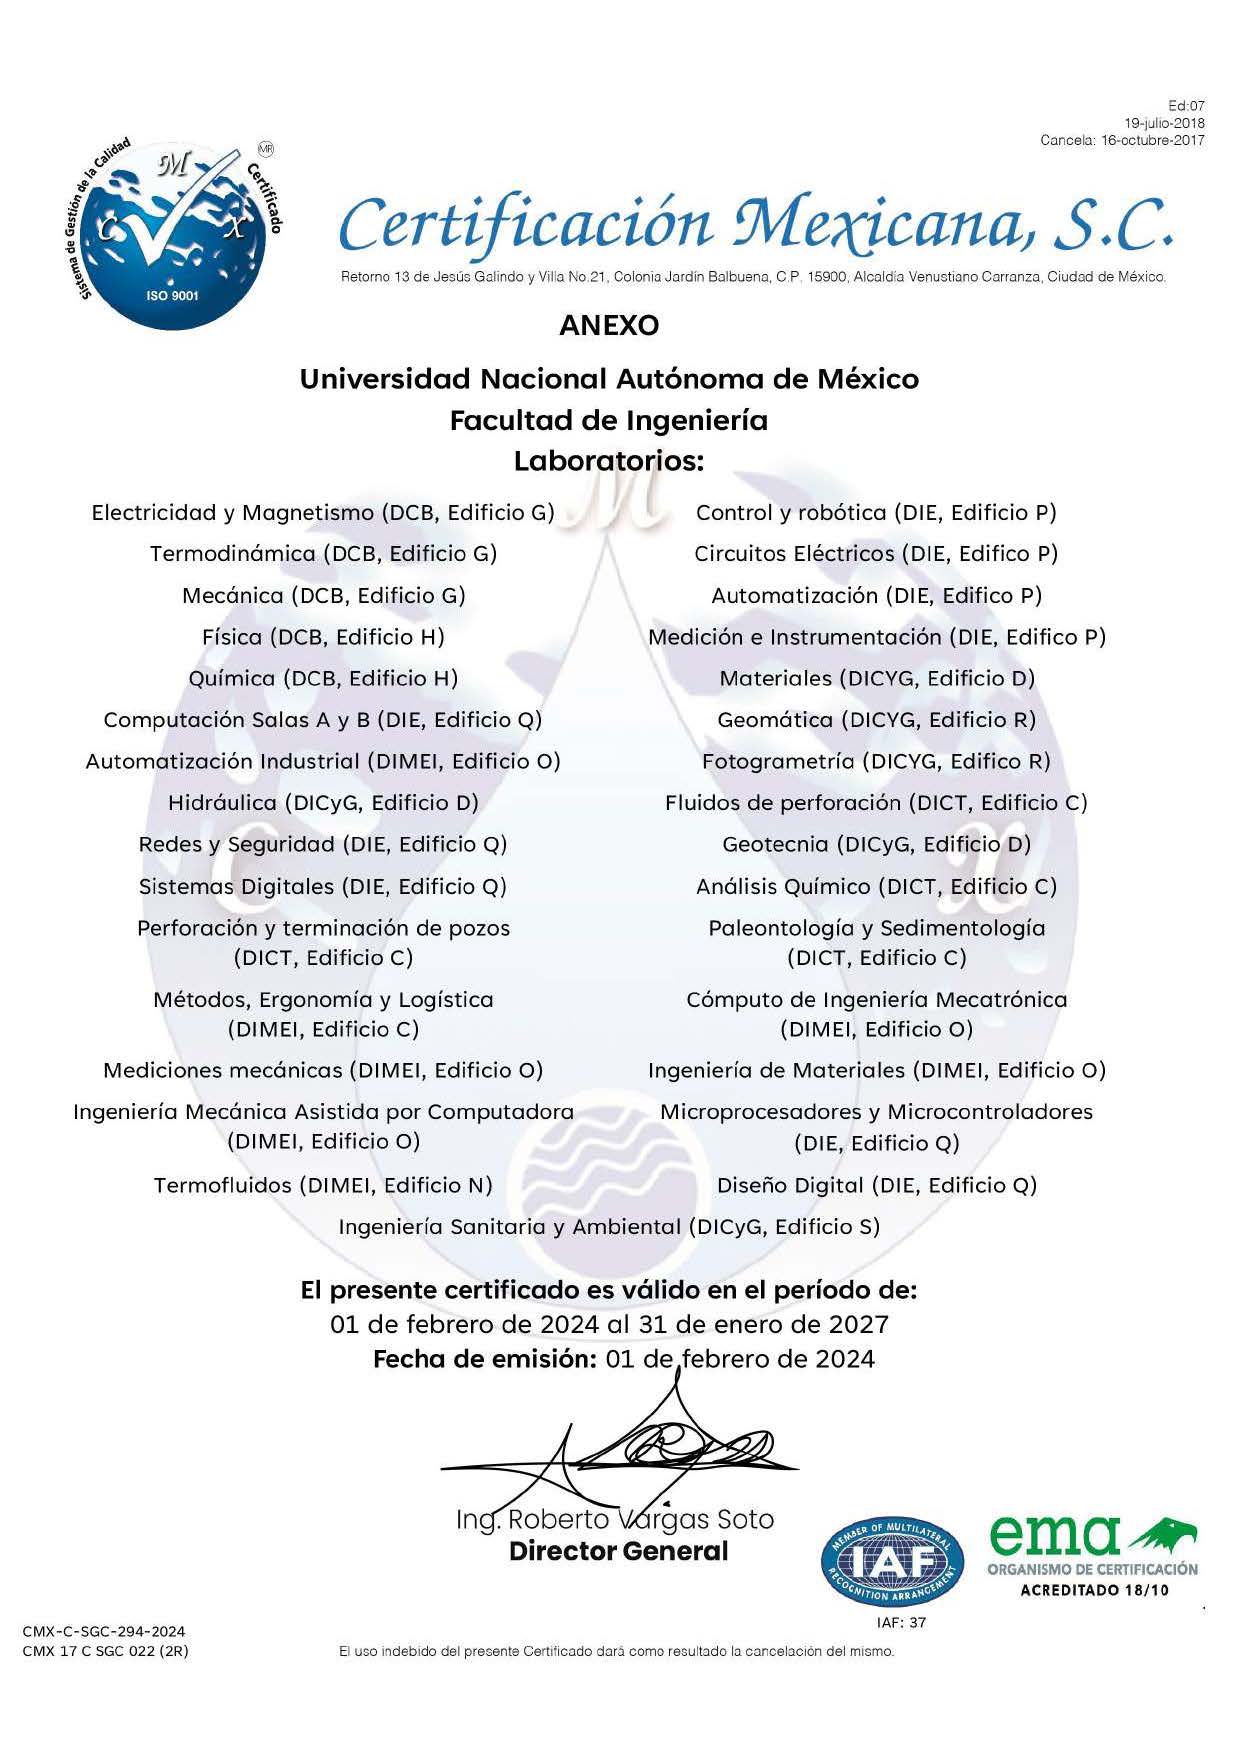 Ed:07
19-julio-2018
Cancela: 16-octubre-2017
Sistema de Gestión de la Calidad
Certificado
MR
M
C X
ISO 9001
Certificación Mexicana, S.C.
Retorno 13 de Jesús Galindo y Villa No.21, Colonia Jardín Balbuena, C.P. 15900, Alcaldía Venustiano Carranza, Ciudad de México.
ANEXO
Universidad Nacional Autónoma de México
Facultad de Ingeniería
Laboratorios:
Electricidad y Magnetismo (DCB, Edificio G)
Termodinámica (DCB, Edificio G)
Mecánica (DCB, Edificio G)
Física (DCB, Edificio H)
Química (DCB, Edificio H)
Computación Salas A y B (DIE, Edificio Q)
Automatización Industrial (DIMEI, Edificio O)
Hidráulica (DICyG, Edificio D)
Redes y Seguridad (DIE, Edificio Q)
Sistemas Digitales (DIE, Edificio Q)
Perforación y terminación de pozos
(DICT, Edificio C)
Métodos, Ergonomía y Logística
(DIMEI, Edificio C)
Mediciones mecánicas (DIMEI, Edificio O)
Ingeniería Mecánica Asistida por Computadora
(DIMEI, Edificio O)
Termofluidos (DIMEI, Edificio N)
Control y robótica (DIE, Edificio P)
Circuitos Eléctricos (DIE, Edifico P)
Automatización (DIE, Edifico P)
Medición e Instrumentación (DIE, Edifico P)
Materiales (DICYG, Edificio D)
Geomática (DICYG, Edificio R)
Fotogrametría (DICYG, Edifico R)
Fluidos de perforación (DICT, Edificio C)
Geotecnia (DICyG, Edificio D)
Análisis Químico (DICT, Edificio C)
Paleontología y Sedimentología
(DICT, Edificio C)
Cómputo de Ingeniería Mecatrónica
(DIMEI, Edificio O)
Ingeniería de Materiales (DIMEI, Edificio O)
Microprocesadores y Microcontroladores
(DIE, Edificio Q)
Diseño Digital (DIE, Edificio Q)
Ingeniería Sanitaria y Ambiental (DICyG, Edificio S)
M
C X
El presente certificado es válido en el período de:
01 de febrero de 2024 al 31 de enero de 2027
Fecha de emisión: 01 de febrero de 2024
Ing. Roberto Vargas Soto
Director General
MEMBER OF MULTILATERAL
IAF
RECOGNITION ARRANGEMENT
IAF: 37
ema
ORGANISMO DE CERTIFICACIÓN
ACREDITADO 18/10
CMX-C-SGC-294-2024
CMX 17 C SGC 022 (2R)
El uso indebido del presente Certificado dará como resultado la cancelación del mismo.